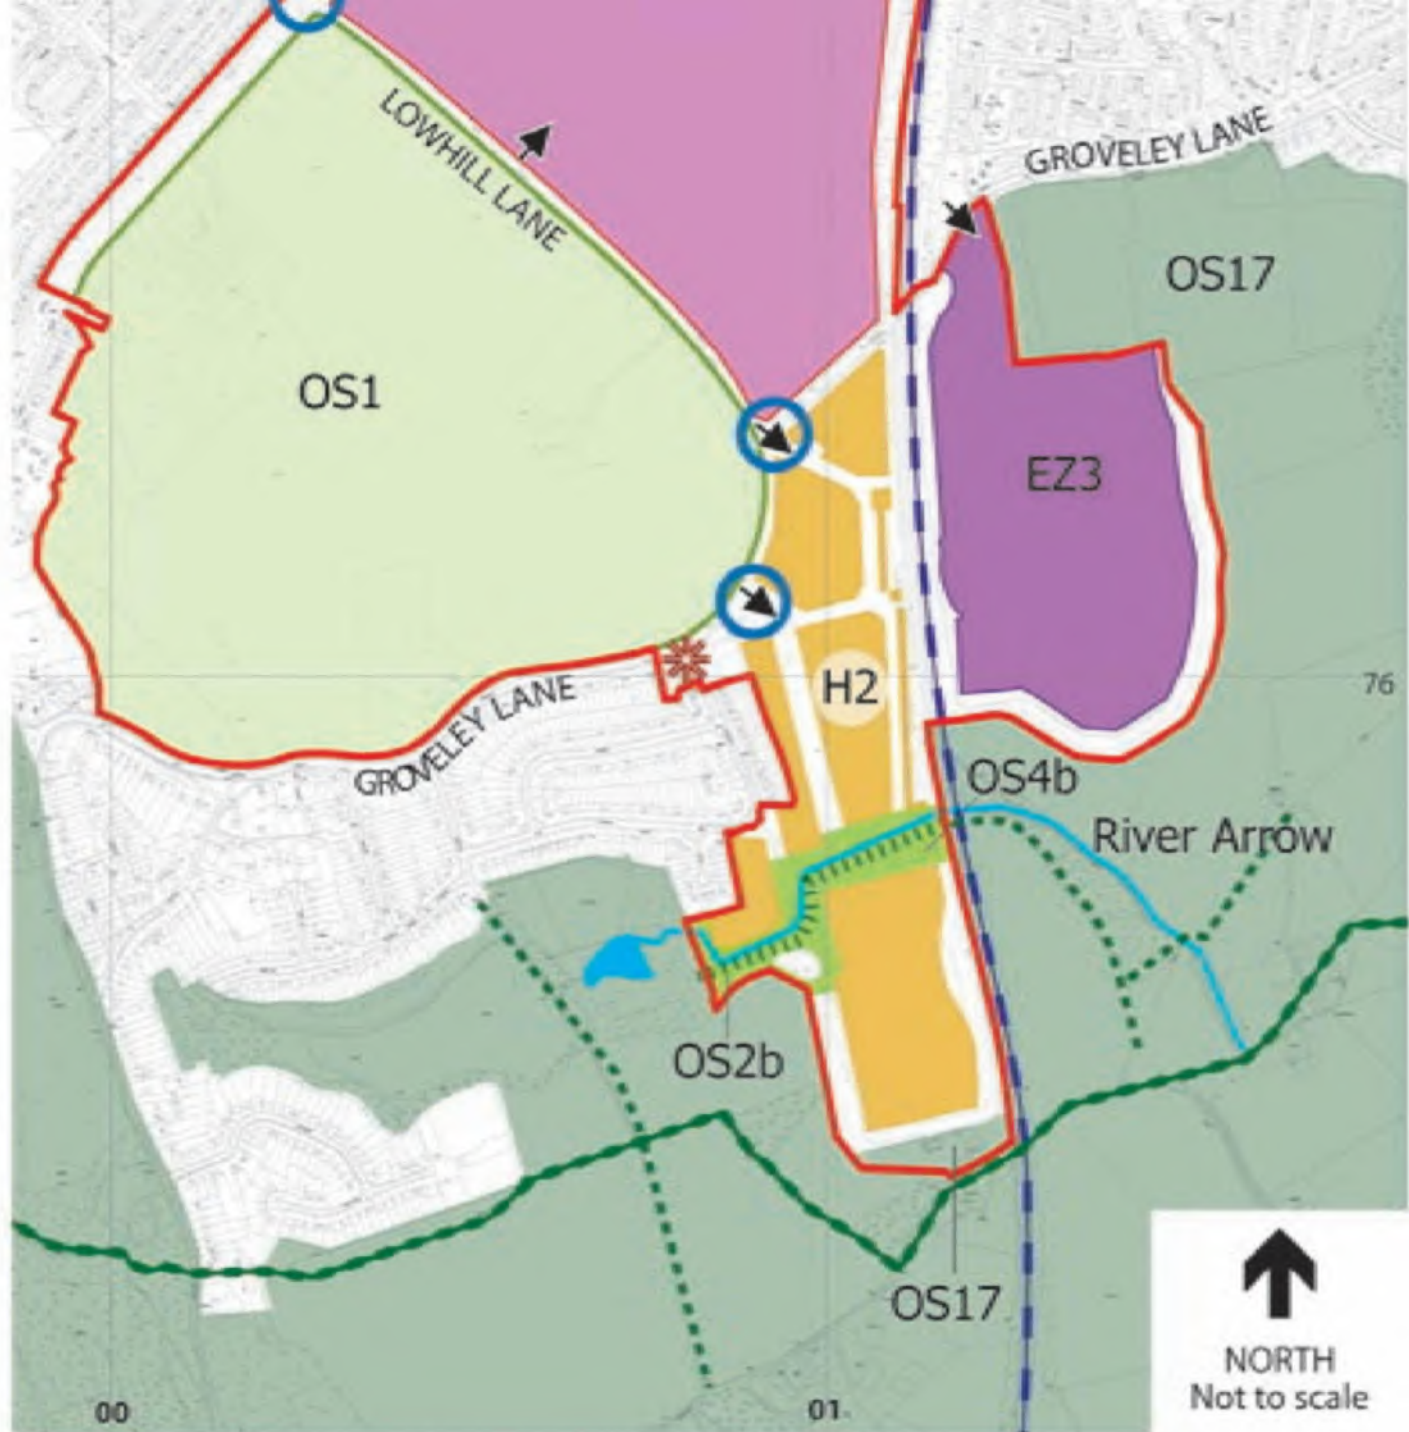 GROVELEY LANE
LOWHILL LANE
OS17
OS1
EZ3
76
H2
GROVELEY LANE
OS4b
River Arrow
OS2b
OS17
NORTH
Not to scale
00
01